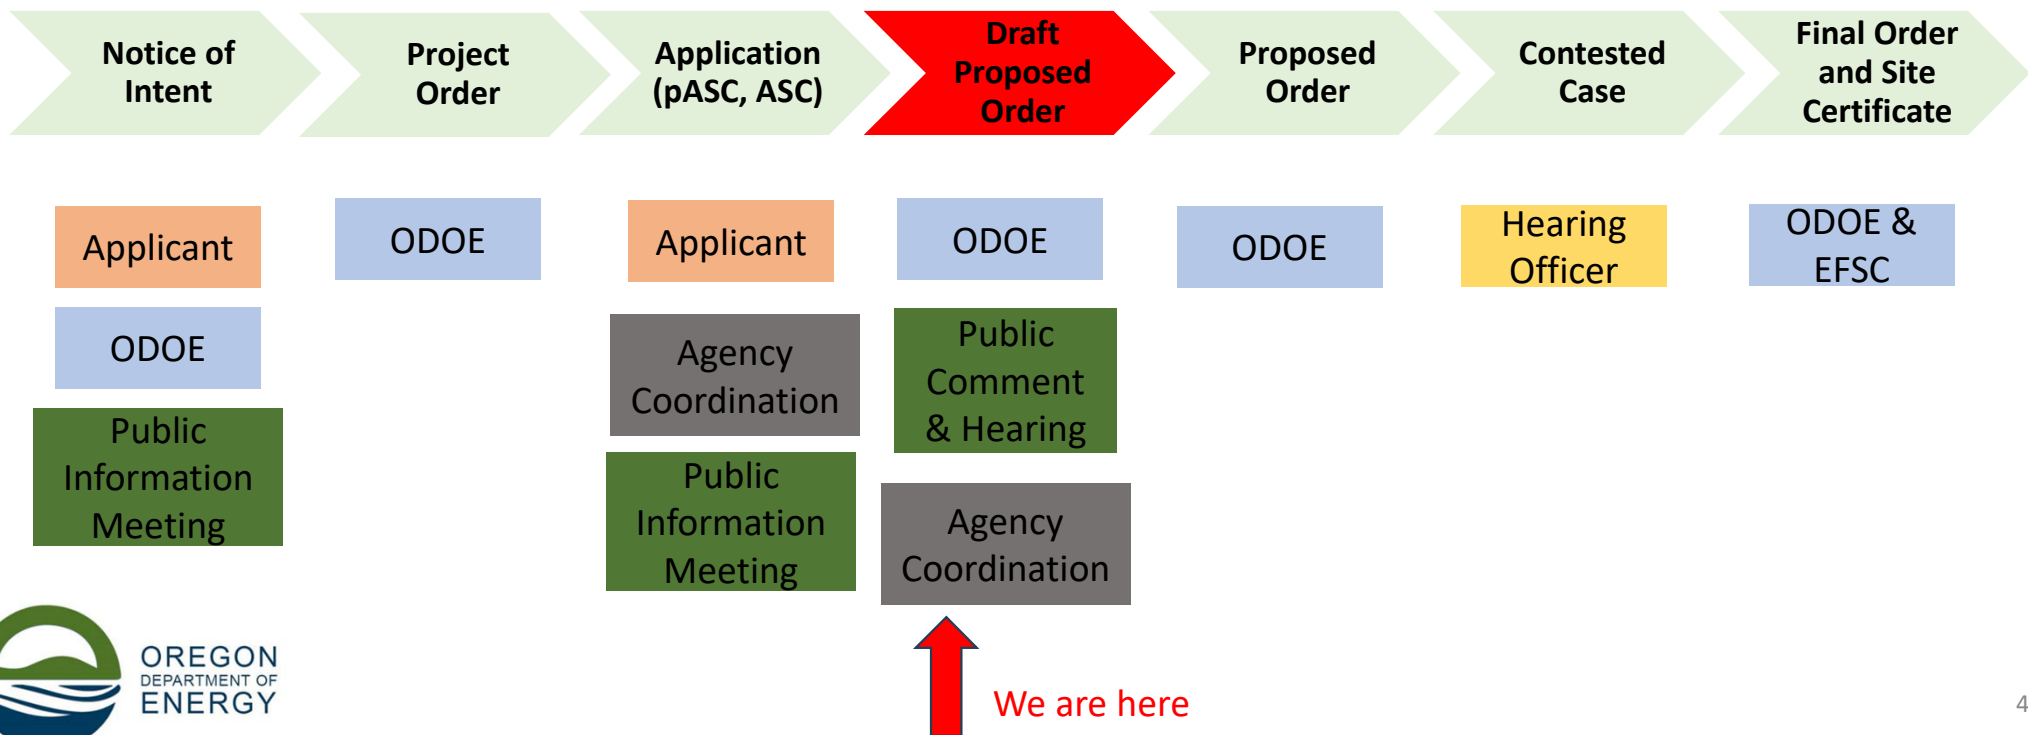 Notice of
Intent
Project
Order
Application
(pASC, ASC)
Draft
Proposed
Order
Proposed
Order
Contested
Case
Final Order
and Site
Certificate
Applicant
ODOE
Public
Information
Meeting
ODOE
Applicant
Agency
Coordination
Public
Information
Meeting
ODOE
Public
Comment
& Hearing
Agency
Coordination
ODOE
Hearing
Officer
ODOE &
EFSC
We are here
OREGON
DEPARTMENT OF
ENERGY
4